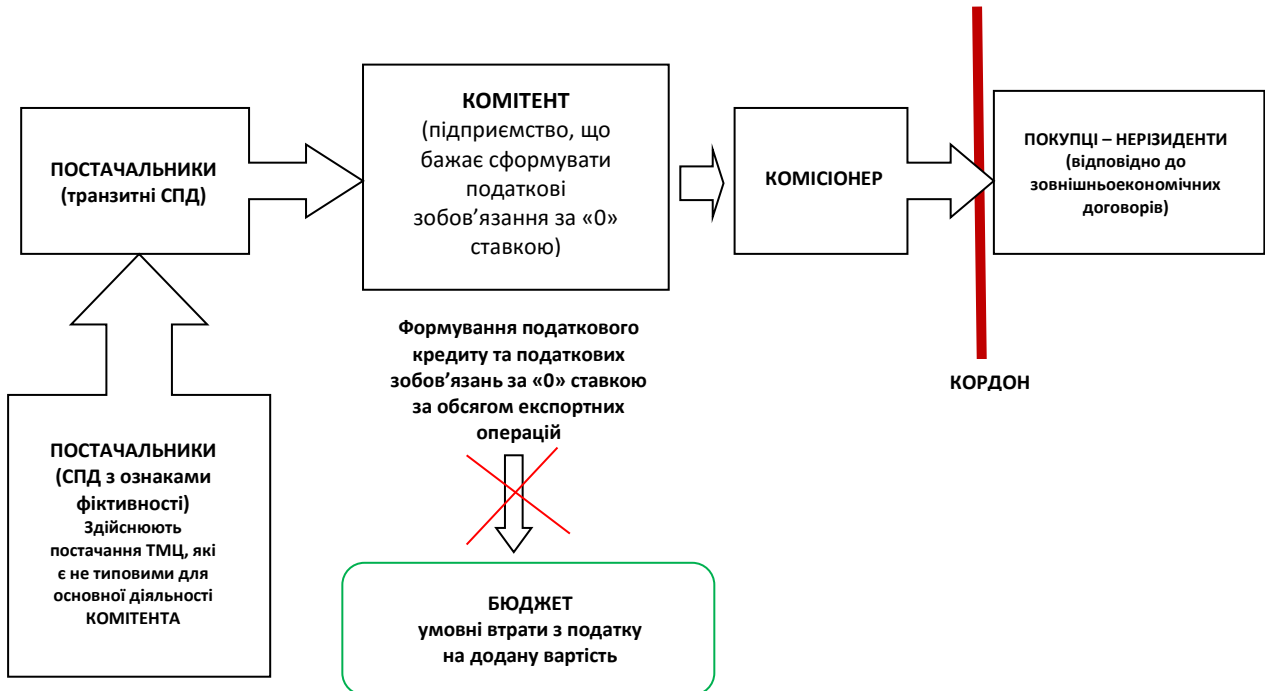 ПОСТАЧАЛЬНИКИ
(транзитні СПД)
КОМІТЕНТ
(підприємство, що
бажає сформувати
податкові
зобов’язання за «0»
ставкою)
КОМІСІОНЕР
ПОКУПЦІ – НЕРІЗИДЕНТИ
(відповідно до
зовнішньоекономічних
договорів)
КОРДОН
Формування податкового
кредиту та податкових
зобов’язань за «0» ставкою
за обсягом експортних
операцій
ПОСТАЧАЛЬНИКИ
(СПД з ознаками
фіктивності)
Здійснюють
постачання ТМЦ, які
є не типовими для
основної діяльності
КОМІТЕНТА
БЮДЖЕТ
умовні втрати з податку
на додану вартість